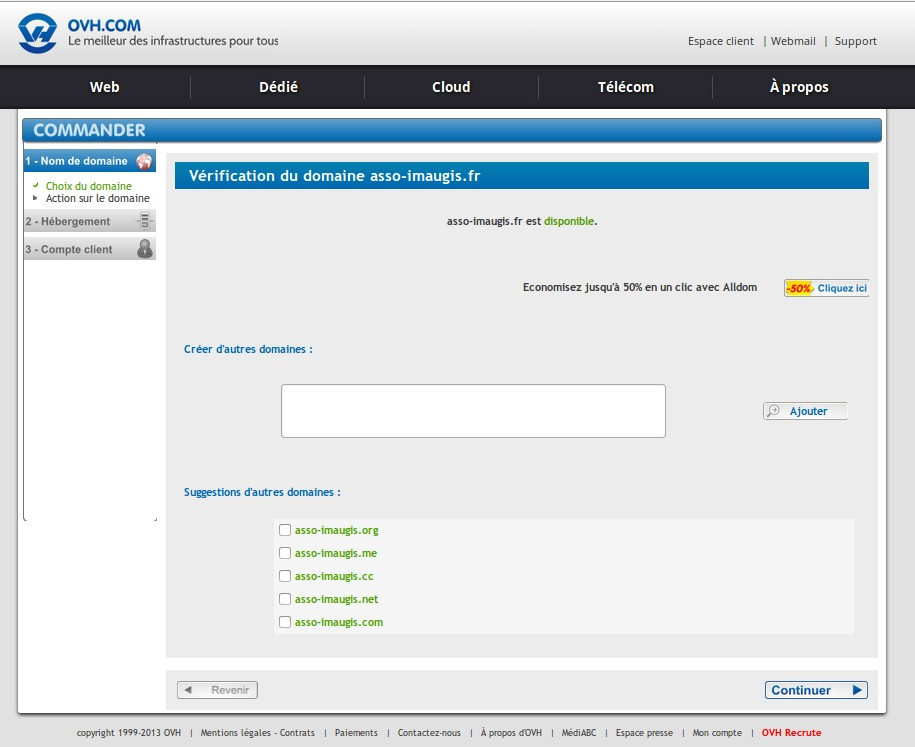 OVH.COM
Le meilleur des infrastructures pour tous
Espace client | Webmail | Support
Web Dédié Cloud Télécom À propos
COMMANDER
1 - Nom de domaine
Choix du domaine
Action sur le domaine
2 - Hébergement
3 - Compte client
Vérification du domaine asso-imaugis.fr
asso-imaugis.fr est disponible.
Economisez jusqu'à 50% en un clic avec Alldom
-50% Cliquez ici
Créer d'autres domaines :
Ajouter
Suggestions d'autres domaines :
asso-imaugis.org
asso-imaugis.me
asso-imaugis.cc
asso-imaugis.net
asso-imaugis.com
Revenir
Continuer
copyright 1999-2013 OVH | Mentions légales - Contrats | Paiements | Contactez-nous | À propos d'OVH | MédiABC | Espace presse | Mon compte | OVH Recrute